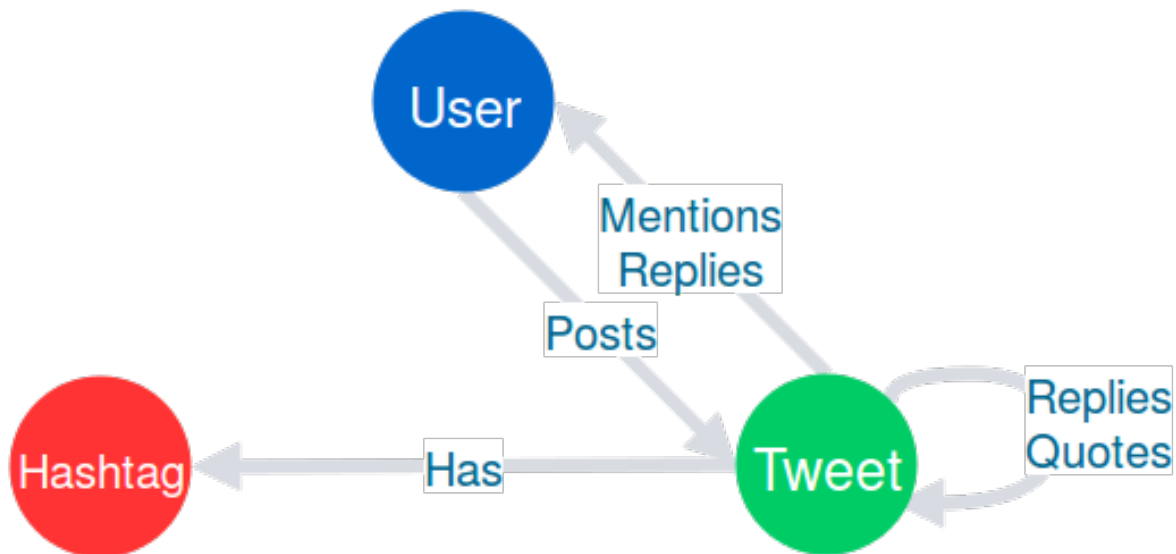 User
Mentions
Replies
Posts
Replies
Quotes
Hashtag
Has
Tweet